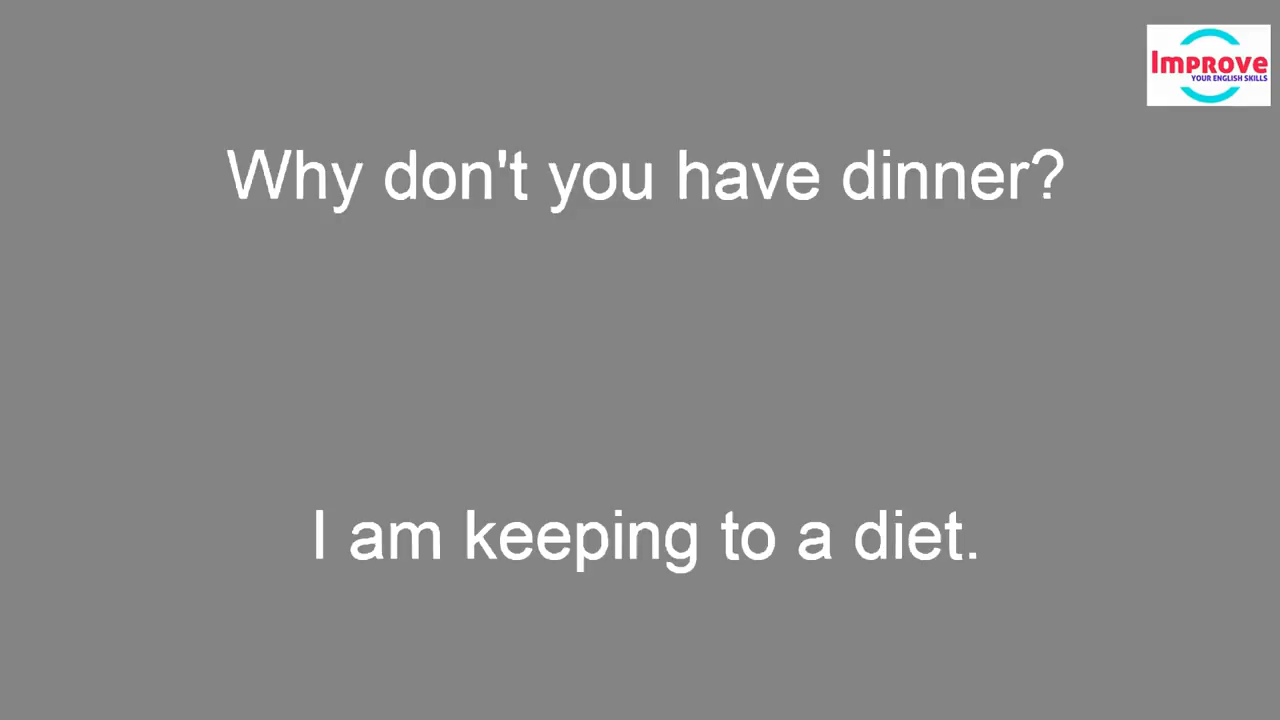 Improve
YOUR ENGLISH SKILLS
Why don't you have dinner?
I am keeping to a diet.